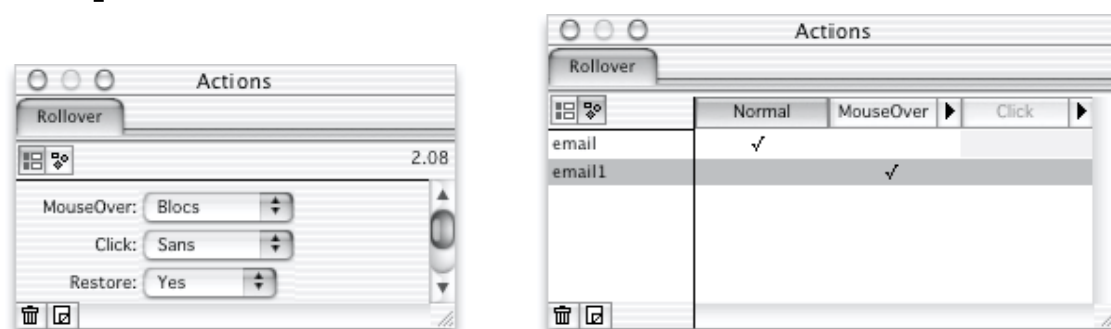 Actions
Rollover
2.08
MouseOver: Blocs
Click: Sans
Restore: Yes
Actions
Rollover
Normal MouseOver Click
email √
email1 √